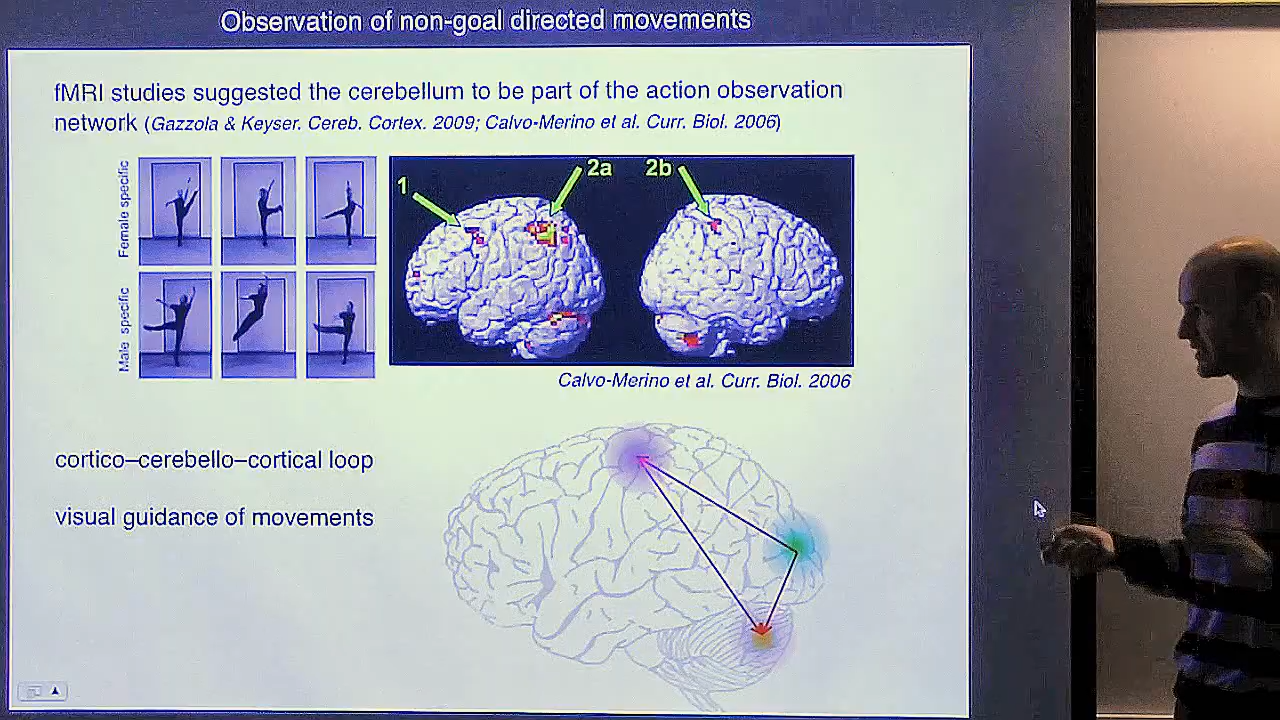 Observation of non-goal directed movements
fMRI studies suggested the cerebellum to be part of the action observation
network (Gazzola & Keyser. Cereb. Cortex. 2009; Calvo-Merino et al. Curr. Biol. 2006)
Female specific
Male specific
1
2a
2b
Calvo-Merino et al. Curr. Biol. 2006
cortico–cerebello–cortical loop
visual guidance of movements